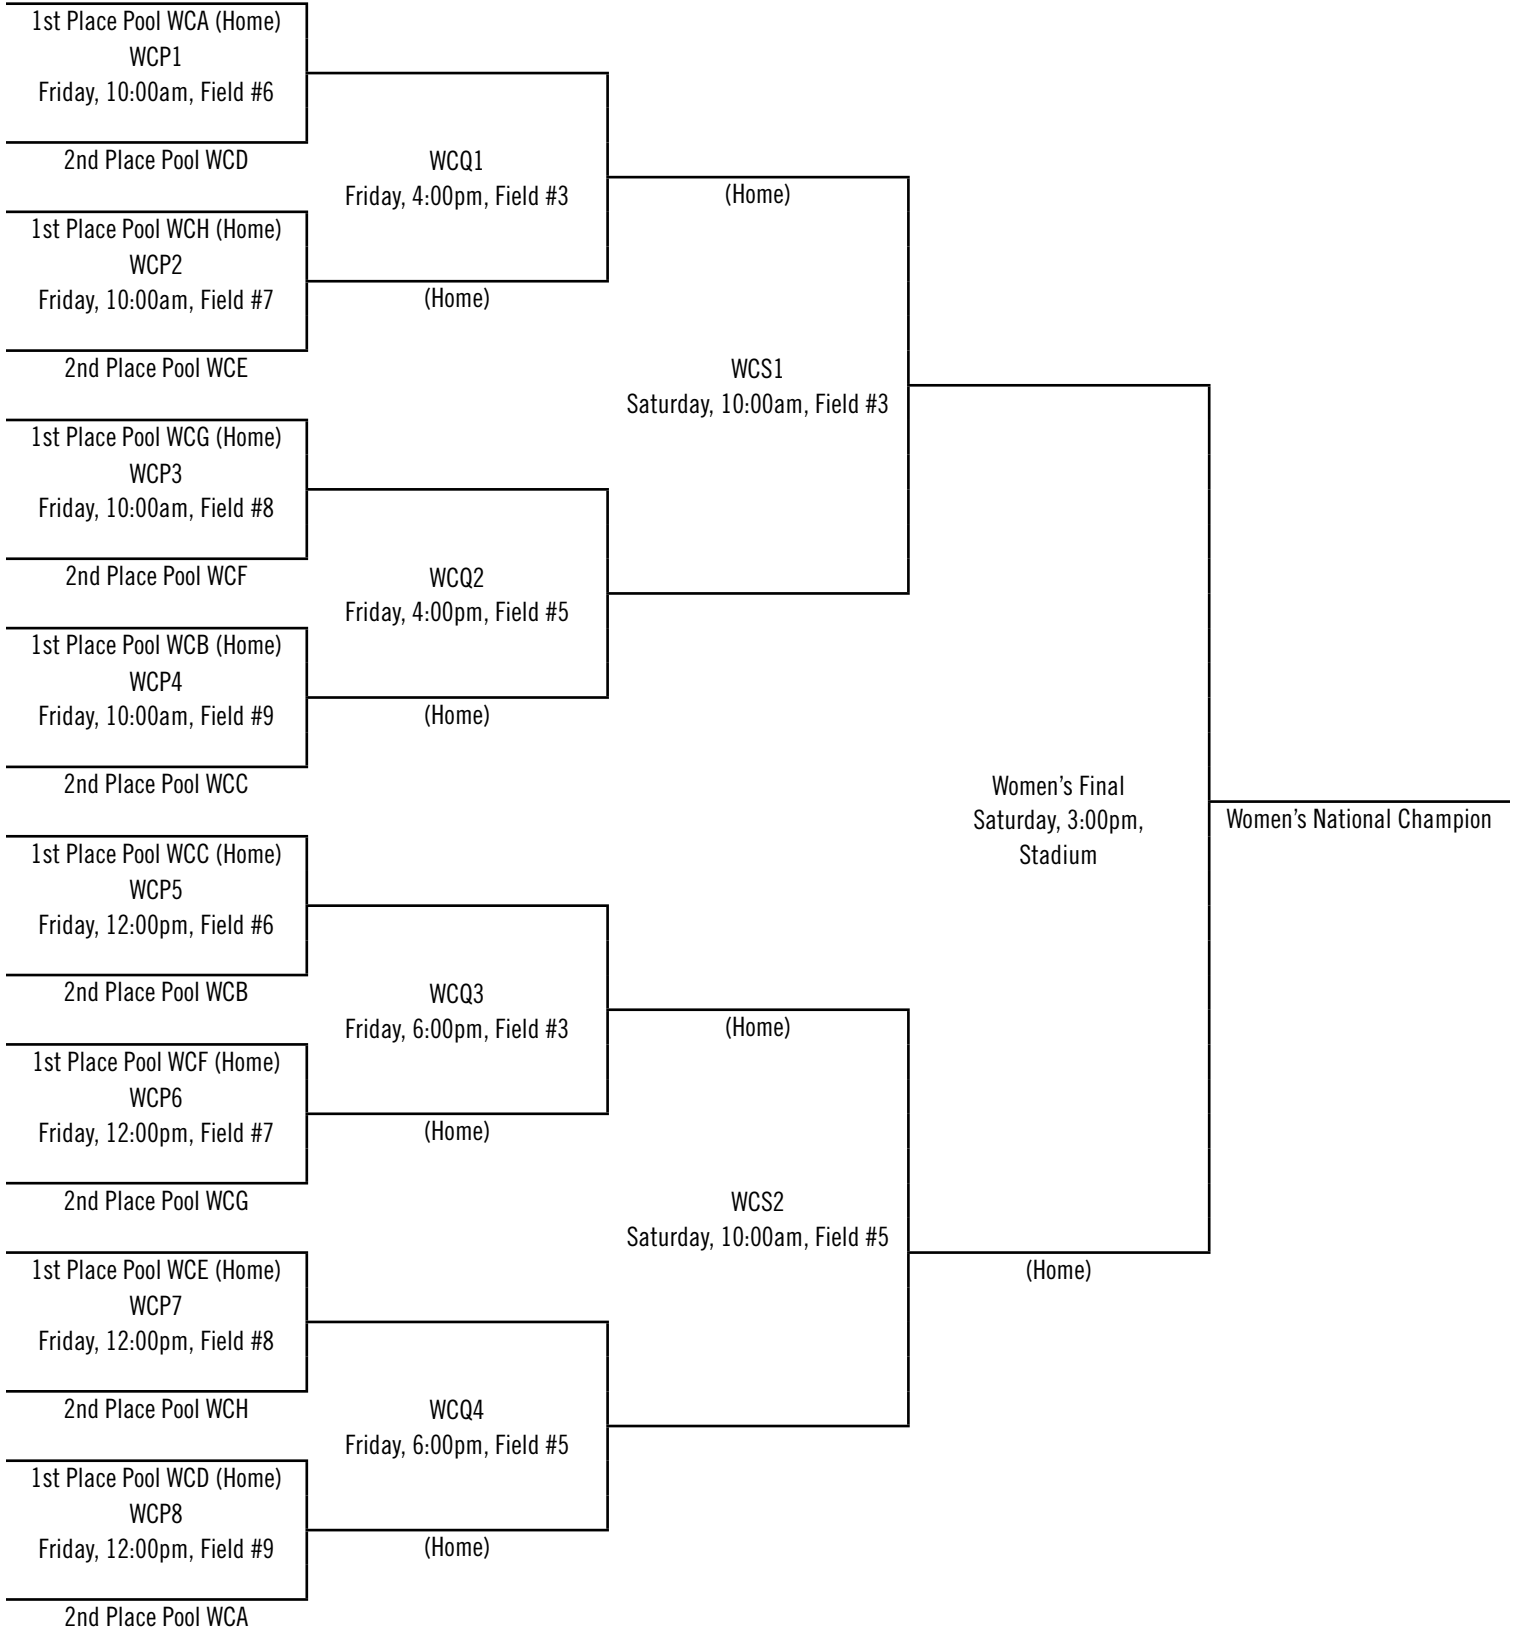 1st Place Pool WCA (Home)
WCP1
Friday, 10:00am, Field #6
2nd Place Pool WCD
1st Place Pool WCH (Home)
WCP2
Friday, 10:00am, Field #7
2nd Place Pool WCE
1st Place Pool WCG (Home)
WCP3
Friday, 10:00am, Field #8
2nd Place Pool WCF
1st Place Pool WCB (Home)
WCP4
Friday, 10:00am, Field #9
2nd Place Pool WCC
1st Place Pool WCC (Home)
WCP5
Friday, 12:00pm, Field #6
2nd Place Pool WCB
1st Place Pool WCF (Home)
WCP6
Friday, 12:00pm, Field #7
2nd Place Pool WCG
1st Place Pool WCE (Home)
WCP7
Friday, 12:00pm, Field #8
2nd Place Pool WCH
1st Place Pool WCD (Home)
WCP8
Friday, 12:00pm, Field #9
2nd Place Pool WCA
WCQ1
Friday, 4:00pm, Field #3
(Home)
WCQ2
Friday, 4:00pm, Field #5
(Home)
WCQ3
Friday, 6:00pm, Field #3
(Home)
WCQ4
Friday, 6:00pm, Field #5
(Home)
(Home)
WCS1
Saturday, 10:00am, Field #3
(Home)
WCS2
Saturday, 10:00am, Field #5
Women’s Final
Saturday, 3:00pm,
Stadium
(Home)
Women’s National Champion